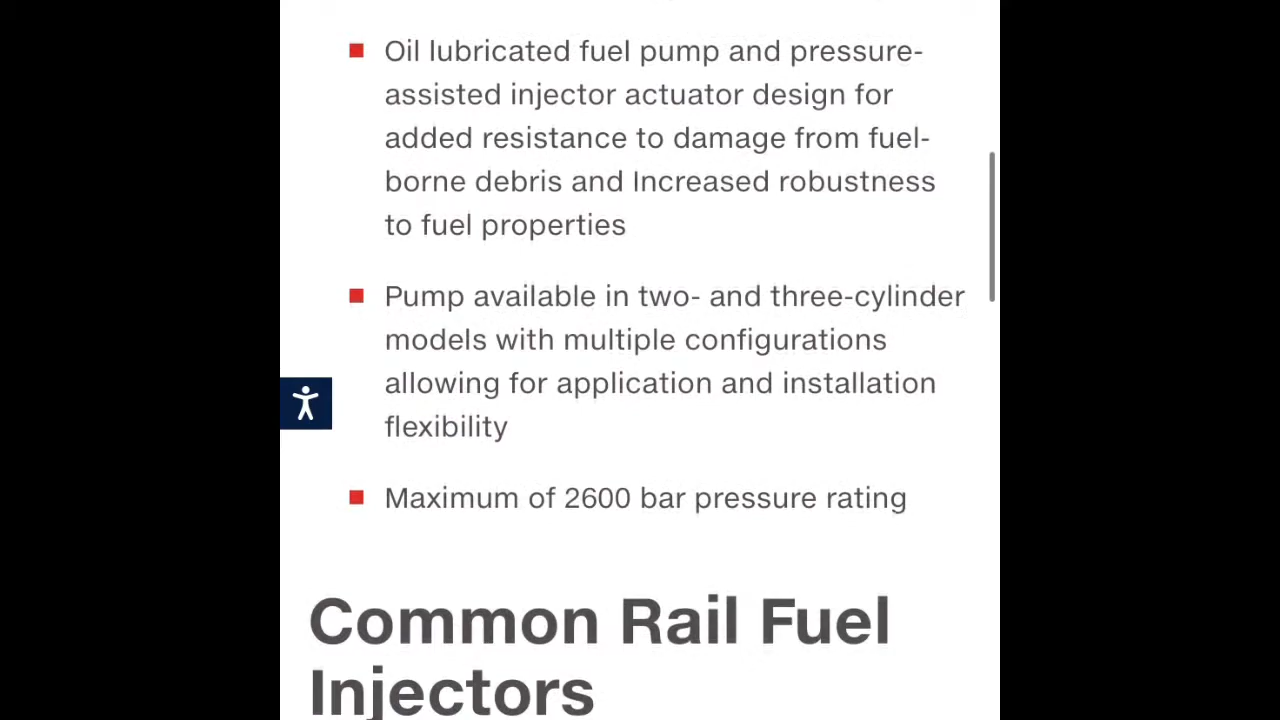 Oil lubricated fuel pump and pressure-
assisted injector actuator design for
added resistance to damage from fuel-
borne debris and Increased robustness
to fuel properties
Pump available in two- and three-cylinder
models with multiple configurations
allowing for application and installation
flexibility
Maximum of 2600 bar pressure rating
Common Rail Fuel
Injectors